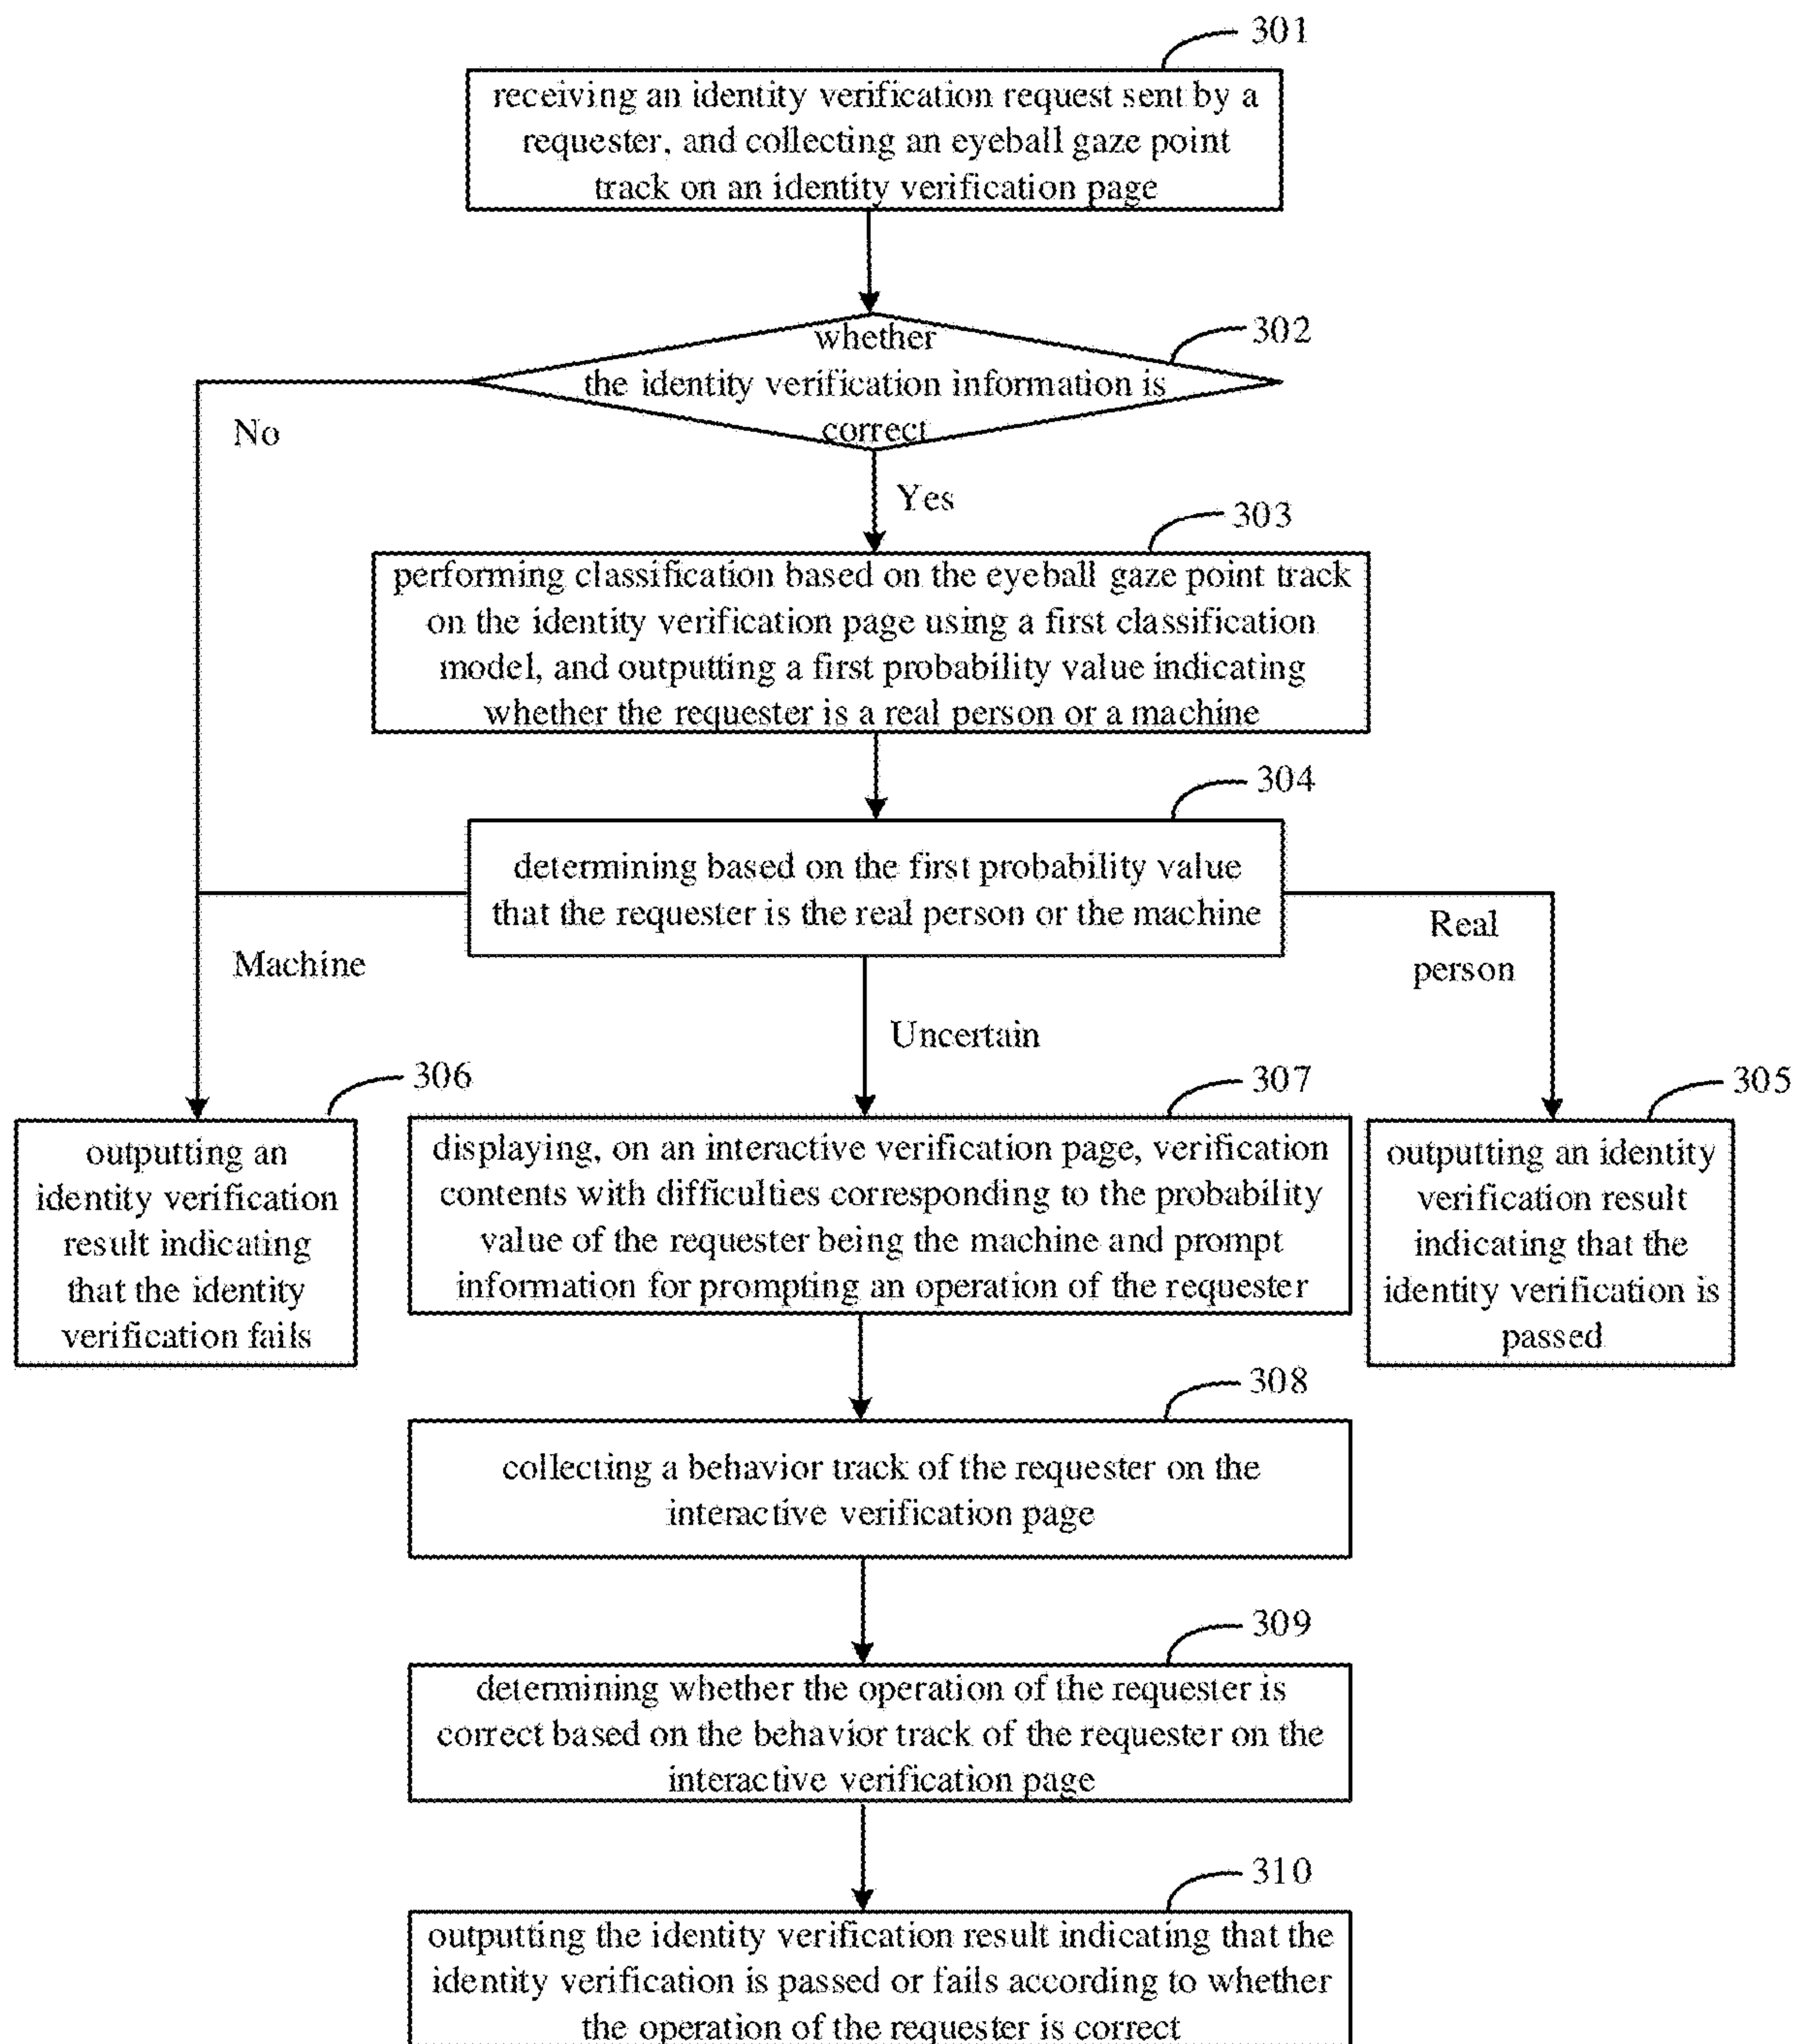 301
receiving an identity verification request sent by a
requester, and collecting an eyeball gaze point
track on an identity verification page
302
whether
the identity verification information is
correct
No
Yes
303
performing classification based on the eyeball gaze point track
on the identity verification page using a first classification
model, and outputting a first probability value indicating
whether the requester is a real person or a machine
304
determining based on the first probability value
that the requester is the real person or the machine
Machine
Uncertain
Real
person
306
outputting an
identity verification
result indicating
that the identity
verification fails
307
displaying, on an interactive verification page, verification
contents with difficulties corresponding to the probability
value of the requester being the machine and prompt
information for prompting an operation of the requester
305
outputting an identity
verification result
indicating that the
identity verification is
passed
308
collecting a behavior track of the requester on the
interactive verification page
309
determining whether the operation of the requester is
correct based on the behavior track of the requester on the
interactive verification page
310
outputting the identity verification result indicating that the
identity verification is passed or fails according to whether
the operation of the requester is correct